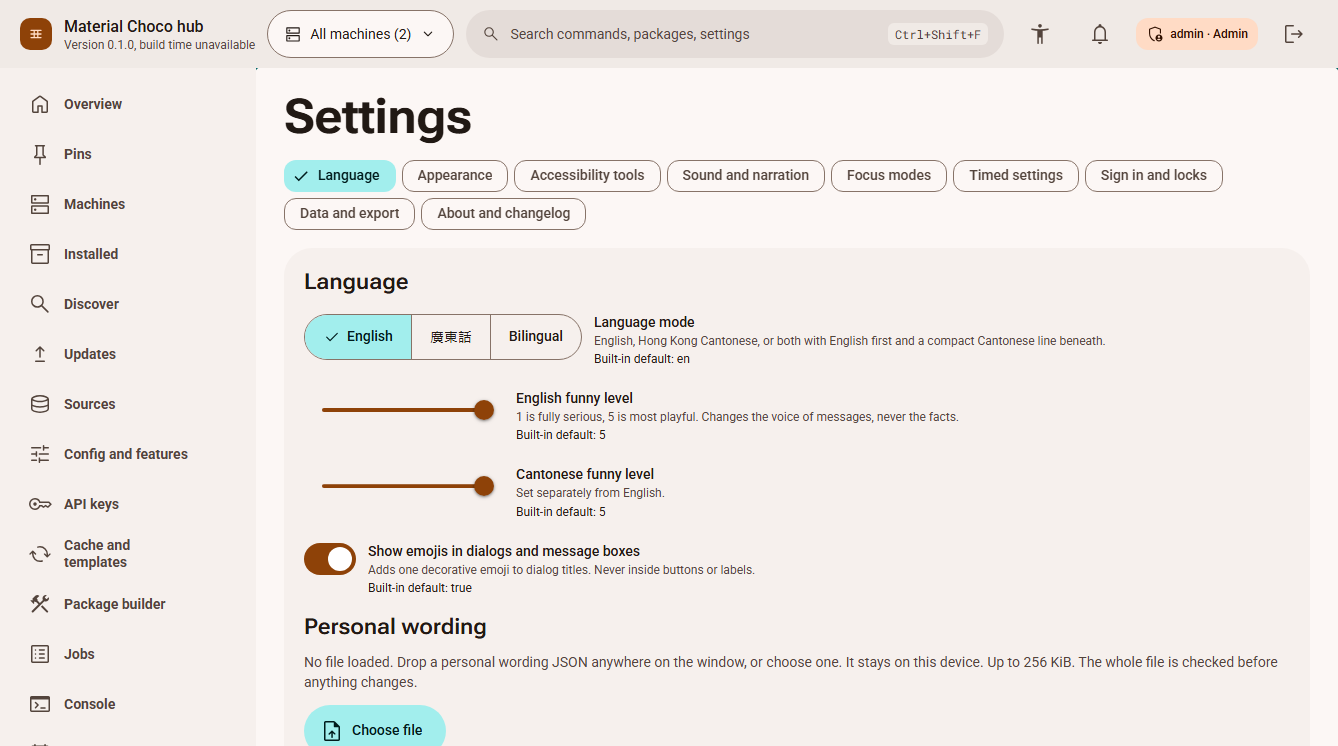 Material Choco hub
Version 0.1.0, build time unavailable
All machines (2)
Search commands, packages, settings
Ctrl+Shift+F
admin · Admin
Overview
Pins
Machines
Installed
Discover
Updates
Sources
Config and features
API keys
Cache and
templates
Package builder
Jobs
Console
Settings
Language
Appearance
Accessibility tools
Sound and narration
Focus modes
Timed settings
Sign in and locks
Data and export
About and changelog
Language
English
廣東話
Bilingual
Language mode
English, Hong Kong Cantonese, or both with English first and a compact Cantonese line beneath.
Built-in default: en
English funny level
1 is fully serious, 5 is most playful. Changes the voice of messages, never the facts.
Built-in default: 5
Cantonese funny level
Set separately from English.
Built-in default: 5
Show emojis in dialogs and message boxes
Adds one decorative emoji to dialog titles. Never inside buttons or labels.
Built-in default: true
Personal wording
No file loaded. Drop a personal wording JSON anywhere on the window, or choose one. It stays on this device. Up to 256 KiB. The whole file is checked before
anything changes.
Choose file